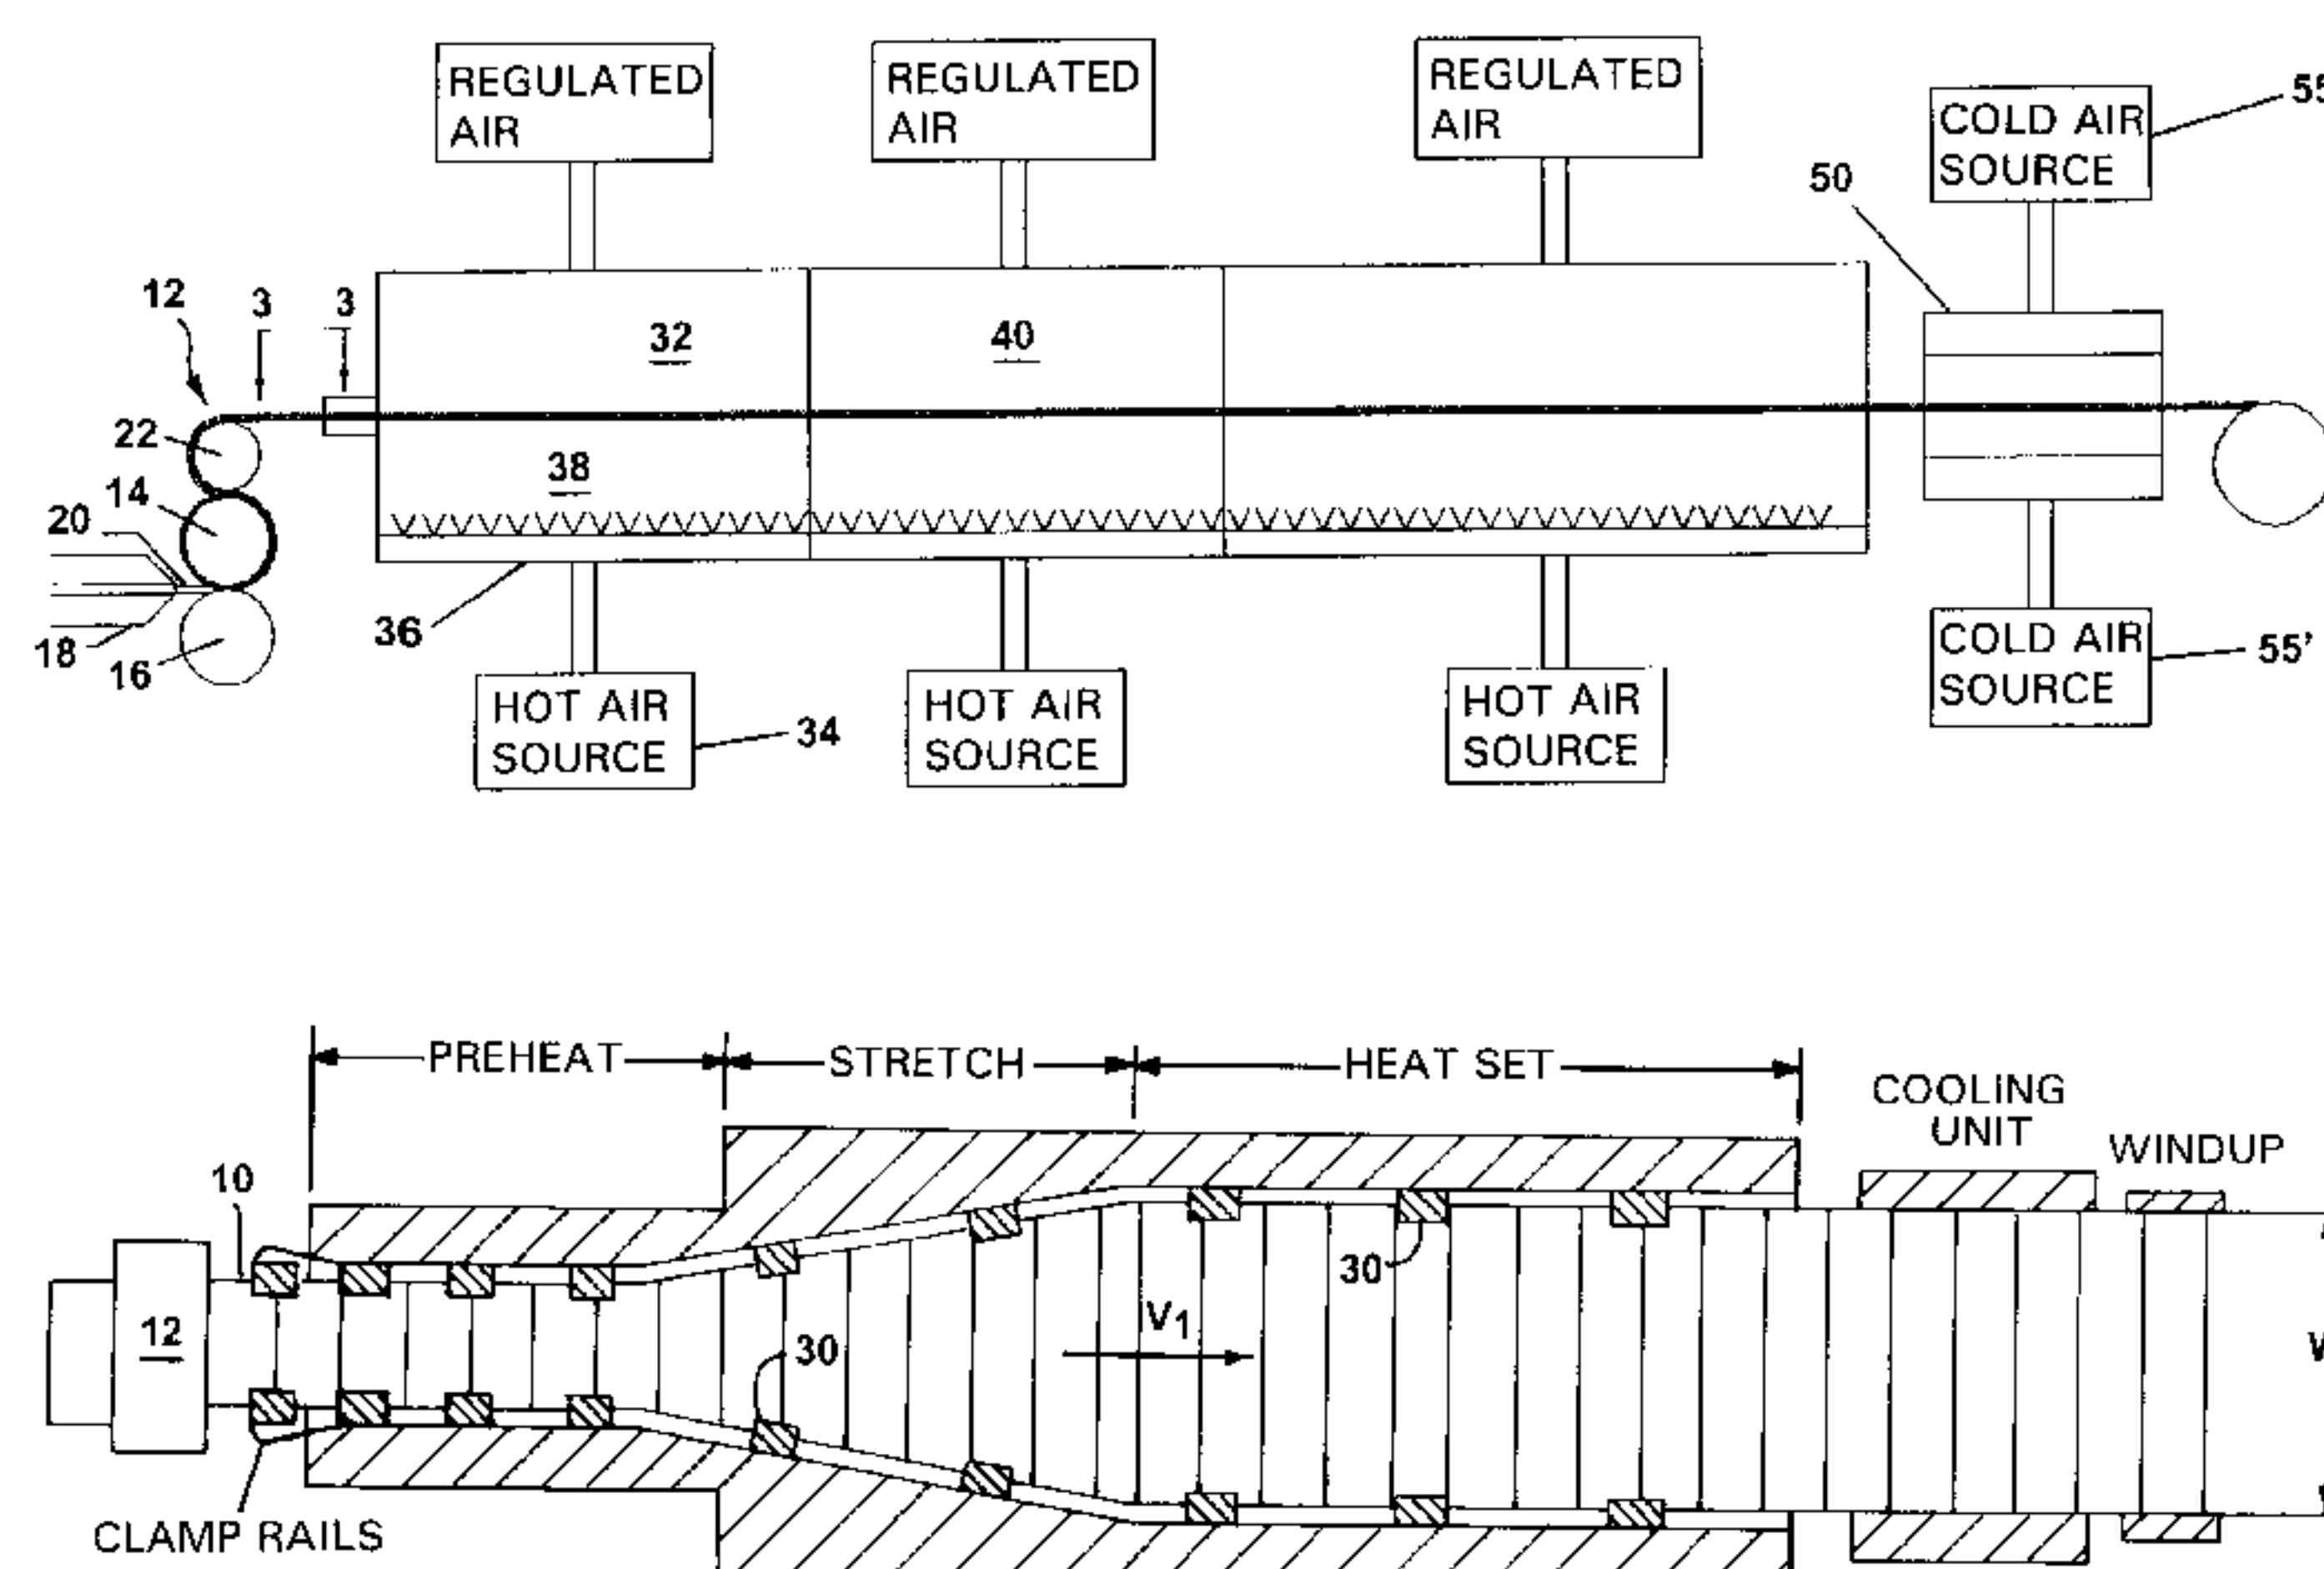 REGULATED
AIR
REGULATED
AIR
REGULATED
AIR
COLD AIR
SOURCE
55
50
12
3
3
32
40
22
38
14
20
18
16
36
HOT AIR
SOURCE
34
HOT AIR
SOURCE
HOT AIR
SOURCE
COLD AIR
SOURCE
55'
PREHEAT
STRETCH
HEAT SET
COOLING
UNIT
WINDUP
10
12
30
30
V1
CLAMP RAILS